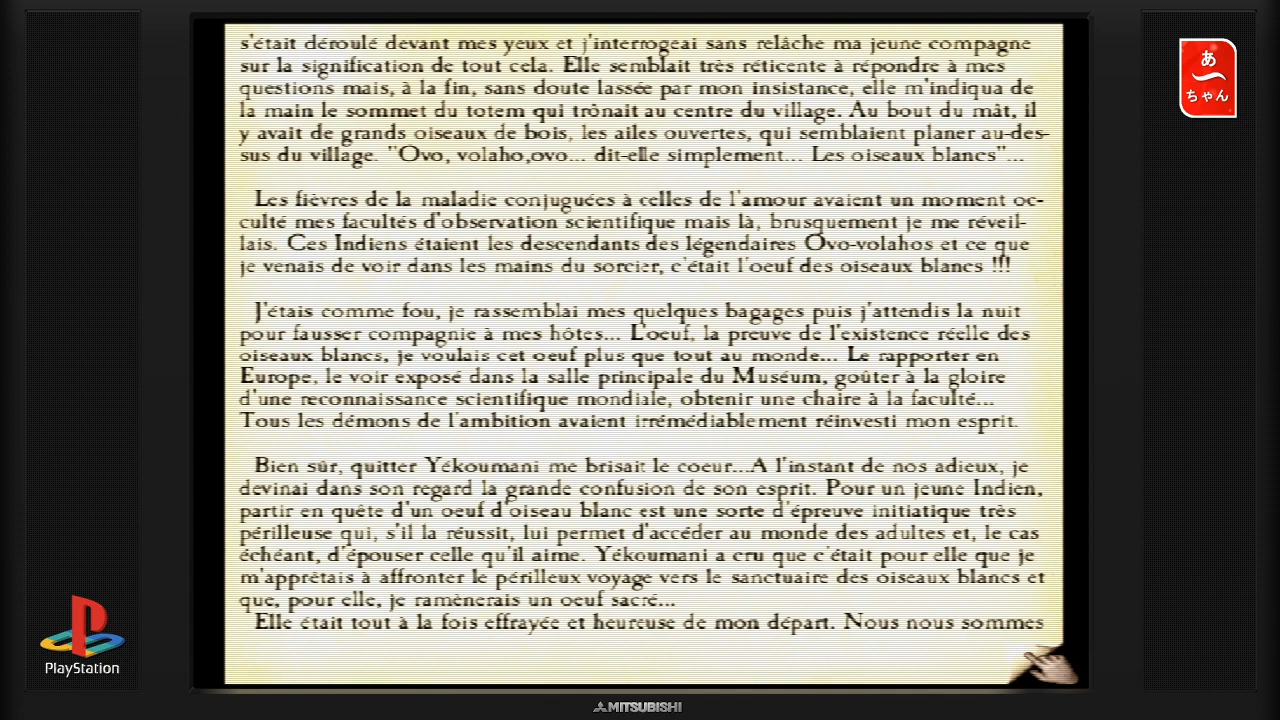 s'était déroulé devant mes yeux et j'interrogeai sans relâche ma jeune compagne
sur la signification de tout cela. Elle semblait très réticente à répondre à mes
questions mais, à la fin, sans doute lassée par mon insistance, elle m'indiqua de
la main le sommet du totem qui trônait au centre du village. Au bout du mât, il
y avait de grands oiseaux de bois, les ailes ouvertes, qui semblaient planer au-des-
sus du village. "Ovo, volaho,ovo... dit-elle simplement... Les oiseaux blancs"...
Les fièvres de la maladie conjuguées à celles de l'amour avaient un moment oc-
culté mes facultés d'observation scientifique mais là, brusquement je me réveil-
lais. Ces Indiens étaient les descendants des légendaires Ovo-volahos et ce que
je venais de voir dans les mains du sorcier, c'était l'oeuf des oiseaux blancs !!!
J'étais comme fou, je rassemblai mes quelques bagages puis j'attendis la nuit
pour fausser compagnie à mes hôtes... L'oeuf, la preuve de l'existence réelle des
oiseaux blancs, je voulais cet oeuf plus que tout au monde... Le rapporter en
Europe, le voir exposé dans la salle principale du Muséum, goûter à la gloire
d'une reconnaissance scientifique mondiale, obtenir une chaire à la faculté...
Tous les démons de l'ambition avaient irrémédiablement réinvesti mon esprit.
Bien sûr, quitter Yékoumani me brisait le coeur...A l'instant de nos adieux, je
devinai dans son regard la grande confusion de son esprit. Pour un jeune Indien,
partir en quête d'un oeuf d'oiseau blanc est une sorte d'épreuve initiatique très
périlleuse qui, s'il la réussit, lui permet d'accéder au monde des adultes et, le cas
échéant, d'épouser celle qu'il aime. Yékoumani a cru que c'était pour elle que je
m'apprêtais à affronter le périlleux voyage vers le sanctuaire des oiseaux blancs et
que, pour elle, je ramènerais un oeuf sacré...
Elle était tout à la fois effrayée et heureuse de mon départ. Nous nous sommes
あ
ー
ちゃん
PlayStation
MITSUBISHI